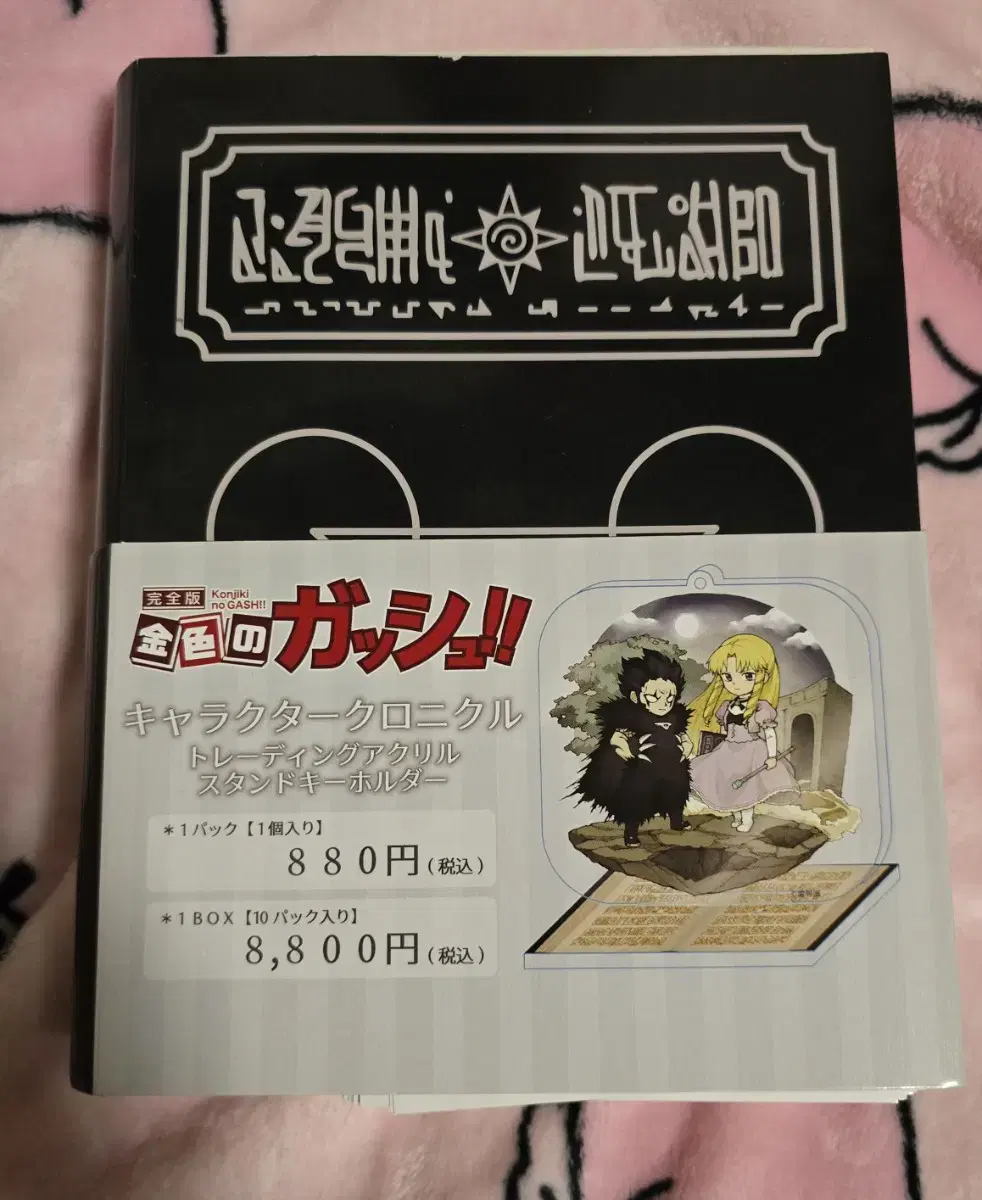 完全版
Konjiki
no GASH!!
金色のガッシュ!!
キャラクタークロニクル
トレーディングアクリル
スタンドキーホルダー
＊1パック【1個入り】
８８０円(税込)
＊1BOX【10パック入り】
8,８００円(税込)